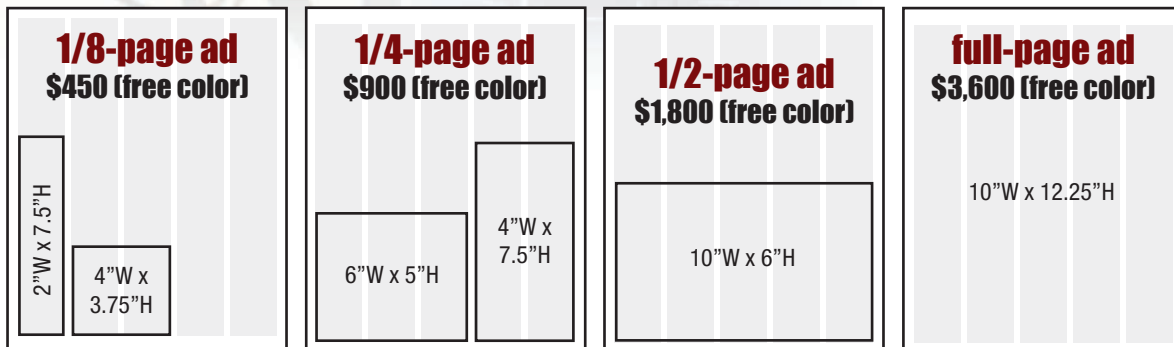 1/8-page ad
$450 (free color)
2”W x 7.5”H
4”W x
3.75”H
1/4-page ad
$900 (free color)
6”W x 5”H
4”W x
7.5”H
1/2-page ad
$1,800 (free color)
10”W x 6”H
full-page ad
$3,600 (free color)
10”W x 12.25”H